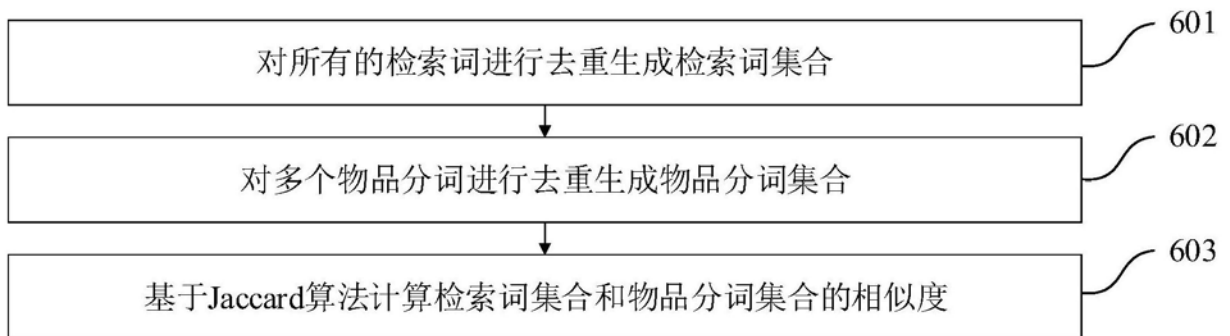 601
对所有的检索词进行去重生成检索词集合
602
对多个物品分词进行去重生成物品分词集合
603
基于Jaccard算法计算检索词集合和物品分词集合的相似度